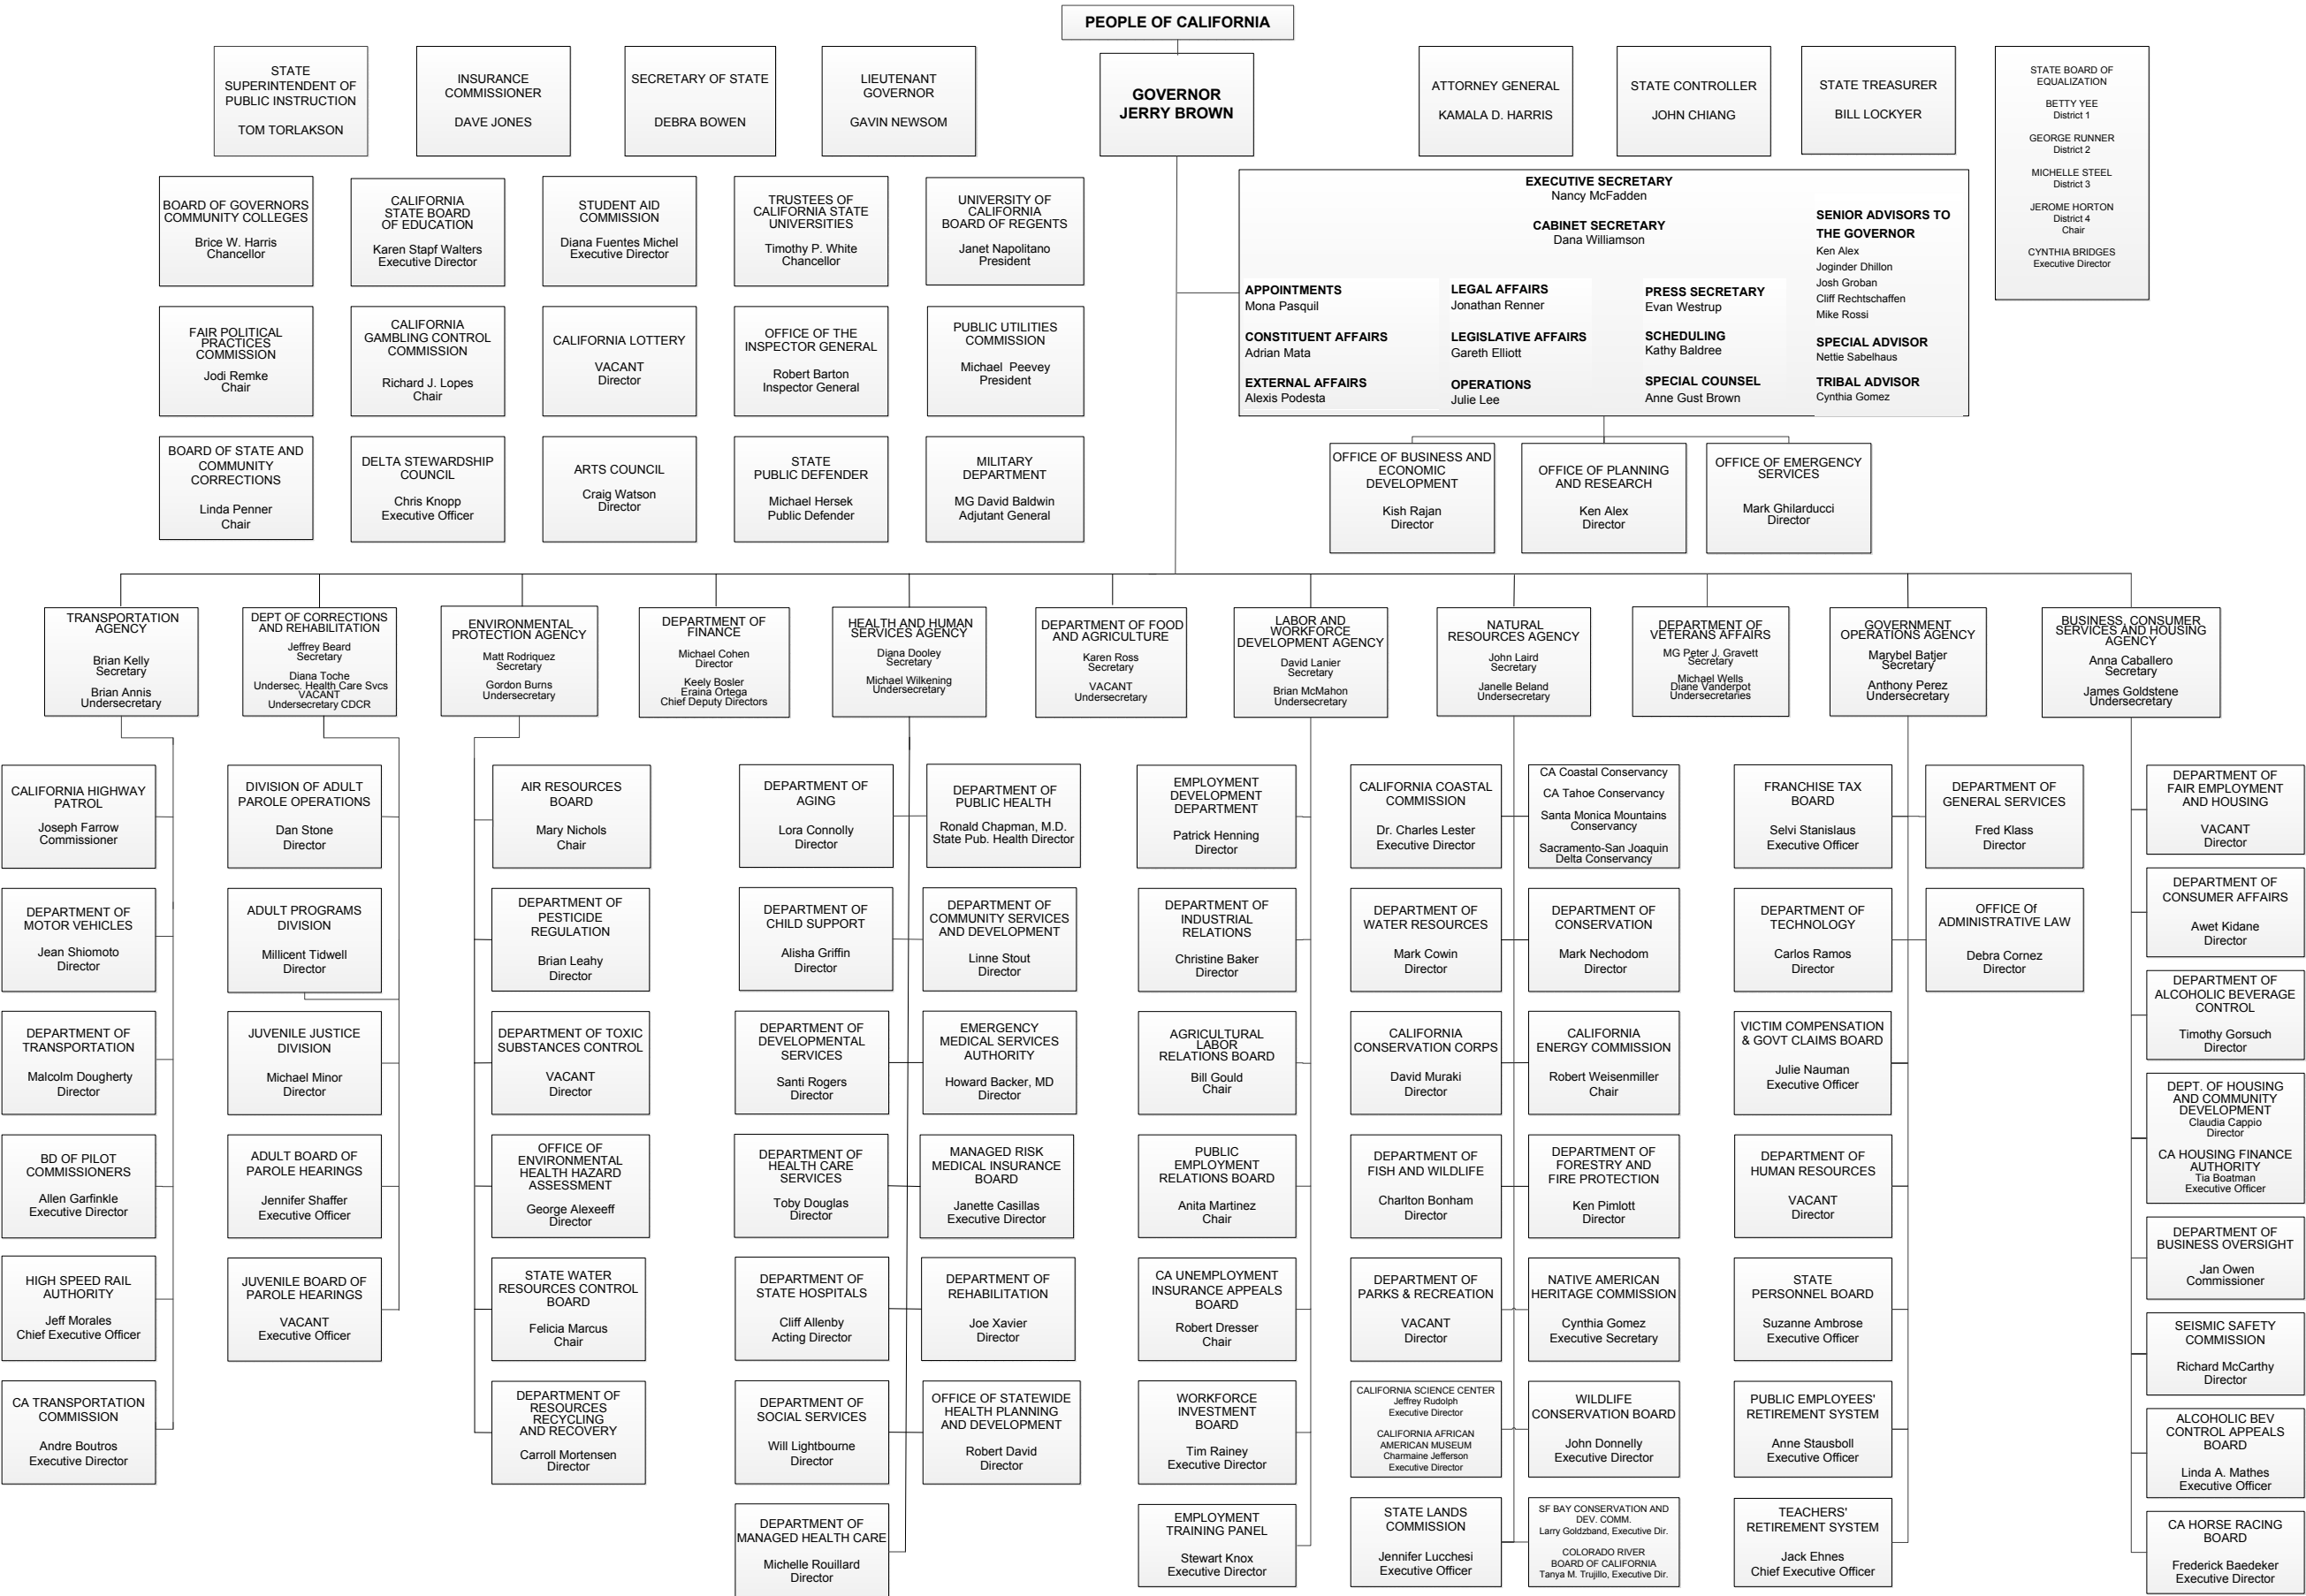 PEOPLE OF CALIFORNIA
STATE
SUPERINTENDENT OF
PUBLIC INSTRUCTION
TOM TORLAKSON
INSURANCE
COMMISSIONER
DAVE JONES
SECRETARY OF STATE
DEBRA BOWEN
LIEUTENANT
GOVERNOR
GAVIN NEWSOM
GOVERNOR
JERRY BROWN
ATTORNEY GENERAL
KAMALA D. HARRIS
STATE CONTROLLER
JOHN CHIANG
STATE TREASURER
BILL LOCKYER
STATE BOARD OF
EQUALIZATION
BETTY YEE
District 1
GEORGE RUNNER
District 2
MICHELLE STEEL
District 3
JEROME HORTON
District 4
Chair
CYNTHIA BRIDGES
Executive Director
BOARD OF GOVERNORS
COMMUNITY COLLEGES
Brice W. Harris
Chancellor
CALIFORNIA
STATE BOARD
OF EDUCATION
Karen Stapf Walters
Executive Director
STUDENT AID
COMMISSION
Diana Fuentes Michel
Executive Director
TRUSTEES OF
CALIFORNIA STATE
UNIVERSITIES
Timothy P. White
Chancellor
UNIVERSITY OF
CALIFORNIA
BOARD OF REGENTS
Janet Napolitano
President
FAIR POLITICAL
PRACTICES
COMMISSION
Jodi Remke
Chair
CALIFORNIA
GAMBLING CONTROL
COMMISSION
Richard J. Lopes
Chair
CALIFORNIA LOTTERY
VACANT
Director
OFFICE OF THE
INSPECTOR GENERAL
Robert Barton
Inspector General
PUBLIC UTILITIES
COMMISSION
Michael Peevey
President
BOARD OF STATE AND
COMMUNITY
CORRECTIONS
Linda Penner
Chair
DELTA STEWARDSHIP
COUNCIL
Chris Knopp
Executive Officer
ARTS COUNCIL
Craig Watson
Director
STATE
PUBLIC DEFENDER
Michael Hersek
Public Defender
MILITARY
DEPARTMENT
MG David Baldwin
Adjutant General
EXECUTIVE SECRETARY
Nancy McFadden
CABINET SECRETARY
Dana Williamson
APPOINTMENTS
Mona Pasquil
CONSTITUENT AFFAIRS
Adrian Mata
EXTERNAL AFFAIRS
Alexis Podesta
LEGAL AFFAIRS
Jonathan Renner
LEGISLATIVE AFFAIRS
Gareth Elliott
OPERATIONS
Julie Lee
PRESS SECRETARY
Evan Westrup
SCHEDULING
Kathy Baldree
SPECIAL COUNSEL
Anne Gust Brown
SENIOR ADVISORS TO
THE GOVERNOR
Ken Alex
Joginder Dhillon
Josh Groban
Cliff Rechtschaffen
Mike Rossi
SPECIAL ADVISOR
Nettie Sabelhaus
TRIBAL ADVISOR
Cynthia Gomez
OFFICE OF BUSINESS AND
ECONOMIC
DEVELOPMENT
Kish Rajan
Director
OFFICE OF PLANNING
AND RESEARCH
Ken Alex
Director
OFFICE OF EMERGENCY
SERVICES
Mark Ghilarducci
Director
TRANSPORTATION
AGENCY
Brian Kelly
Secretary
Brian Annis
Undersecretary
DEPT OF CORRECTIONS
AND REHABILITATION
Jeffrey Beard
Secretary
Diana Toche
Undersec. Health Care Svcs
VACANT
Undersecretary CDCR
ENVIRONMENTAL
PROTECTION AGENCY
Matt Rodriquez
Secretary
Gordon Burns
Undersecretary
DEPARTMENT OF
FINANCE
Michael Cohen
Director
Keely Bosler
Eraina Ortega
Chief Deputy Directors
HEALTH AND HUMAN
SERVICES AGENCY
Diana Dooley
Secretary
Michael Wilkening
Undersecretary
DEPARTMENT OF FOOD
AND AGRICULTURE
Karen Ross
Secretary
VACANT
Undersecretary
LABOR AND
WORKFORCE
DEVELOPMENT AGENCY
David Lanier
Secretary
Brian McMahon
Undersecretary
NATURAL
RESOURCES AGENCY
John Laird
Secretary
Janelle Beland
Undersecretary
DEPARTMENT OF
VETERANS AFFAIRS
MG Peter J. Gravett
Secretary
Michael Wells
Diane Vanderpot
Undersecretaries
GOVERNMENT
OPERATIONS AGENCY
Marybel Batjer
Secretary
Anthony Perez
Undersecretary
BUSINESS, CONSUMER
SERVICES AND HOUSING
AGENCY
Anna Caballero
Secretary
James Goldstene
Undersecretary
CALIFORNIA HIGHWAY
PATROL
Joseph Farrow
Commissioner
DEPARTMENT OF
MOTOR VEHICLES
Jean Shiomoto
Director
DEPARTMENT OF
TRANSPORTATION
Malcolm Dougherty
Director
BD OF PILOT
COMMISSIONERS
Allen Garfinkle
Executive Director
HIGH SPEED RAIL
AUTHORITY
Jeff Morales
Chief Executive Officer
CA TRANSPORTATION
COMMISSION
Andre Boutros
Executive Director
DIVISION OF ADULT
PAROLE OPERATIONS
Dan Stone
Director
ADULT PROGRAMS
DIVISION
Millicent Tidwell
Director
JUVENILE JUSTICE
DIVISION
Michael Minor
Director
ADULT BOARD OF
PAROLE HEARINGS
Jennifer Shaffer
Executive Officer
JUVENILE BOARD OF
PAROLE HEARINGS
VACANT
Executive Officer
AIR RESOURCES
BOARD
Mary Nichols
Chair
DEPARTMENT OF
PESTICIDE
REGULATION
Brian Leahy
Director
DEPARTMENT OF TOXIC
SUBSTANCES CONTROL
VACANT
Director
OFFICE OF
ENVIRONMENTAL
HEALTH HAZARD
ASSESSMENT
George Alexeeff
Director
STATE WATER
RESOURCES CONTROL
BOARD
Felicia Marcus
Chair
DEPARTMENT OF
RESOURCES
RECYCLING
AND RECOVERY
Carroll Mortensen
Director
DEPARTMENT OF
AGING
Lora Connolly
Director
DEPARTMENT OF
CHILD SUPPORT
Alisha Griffin
Director
DEPARTMENT OF
DEVELOPMENTAL
SERVICES
Santi Rogers
Director
DEPARTMENT OF
HEALTH CARE
SERVICES
Toby Douglas
Director
DEPARTMENT OF
STATE HOSPITALS
Cliff Allenby
Acting Director
DEPARTMENT OF
SOCIAL SERVICES
Will Lightbourne
Director
DEPARTMENT OF
MANAGED HEALTH CARE
Michelle Rouillard
Director
DEPARTMENT OF
PUBLIC HEALTH
Ronald Chapman, M.D.
State Pub. Health Director
DEPARTMENT OF
COMMUNITY SERVICES
AND DEVELOPMENT
Linne Stout
Director
EMERGENCY
MEDICAL SERVICES
AUTHORITY
Howard Backer, MD
Director
MANAGED RISK
MEDICAL INSURANCE
BOARD
Janette Casillas
Executive Director
DEPARTMENT OF
REHABILITATION
Joe Xavier
Director
OFFICE OF STATEWIDE
HEALTH PLANNING
AND DEVELOPMENT
Robert David
Director
EMPLOYMENT
DEVELOPMENT
DEPARTMENT
Patrick Henning
Director
DEPARTMENT OF
INDUSTRIAL
RELATIONS
Christine Baker
Director
AGRICULTURAL
LABOR
RELATIONS BOARD
Bill Gould
Chair
PUBLIC
EMPLOYMENT
RELATIONS BOARD
Anita Martinez
Chair
CA UNEMPLOYMENT
INSURANCE APPEALS
BOARD
Robert Dresser
Chair
WORKFORCE
INVESTMENT
BOARD
Tim Rainey
Executive Director
EMPLOYMENT
TRAINING PANEL
Stewart Knox
Executive Director
CALIFORNIA COASTAL
COMMISSION
Dr. Charles Lester
Executive Director
DEPARTMENT OF
WATER RESOURCES
Mark Cowin
Director
CALIFORNIA
CONSERVATION CORPS
David Muraki
Director
DEPARTMENT OF
FISH AND WILDLIFE
Charlton Bonham
Director
DEPARTMENT OF
PARKS & RECREATION
VACANT
Director
CALIFORNIA SCIENCE CENTER
Jeffrey Rudolph
Executive Director
CALIFORNIA AFRICAN
AMERICAN MUSEUM
Charmaine Jefferson
Executive Director
STATE LANDS
COMMISSION
Jennifer Lucchesi
Executive Officer
CA Coastal Conservancy
CA Tahoe Conservancy
Santa Monica Mountains
Conservancy
Sacramento-San Joaquin
Delta Conservancy
DEPARTMENT OF
CONSERVATION
Mark Nechodom
Director
CALIFORNIA
ENERGY COMMISSION
Robert Weisenmiller
Chair
DEPARTMENT OF
FORESTRY AND
FIRE PROTECTION
Ken Pimlott
Director
NATIVE AMERICAN
HERITAGE COMMISSION
Cynthia Gomez
Executive Secretary
WILDLIFE
CONSERVATION BOARD
John Donnelly
Executive Director
SF BAY CONSERVATION AND
DEV. COMM.
Larry Goldzband, Executive Dir.
COLORADO RIVER
BOARD OF CALIFORNIA
Tanya M. Trujillo, Executive Dir.
FRANCHISE TAX
BOARD
Selvi Stanislaus
Executive Officer
DEPARTMENT OF
TECHNOLOGY
Carlos Ramos
Director
VICTIM COMPENSATION
& GOVT CLAIMS BOARD
Julie Nauman
Executive Officer
DEPARTMENT OF
HUMAN RESOURCES
VACANT
Director
STATE
PERSONNEL BOARD
Suzanne Ambrose
Executive Officer
PUBLIC EMPLOYEES'
RETIREMENT SYSTEM
Anne Stausboll
Executive Officer
TEACHERS'
RETIREMENT SYSTEM
Jack Ehnes
Chief Executive Officer
DEPARTMENT OF
GENERAL SERVICES
Fred Klass
Director
OFFICE Of
ADMINISTRATIVE LAW
Debra Cornez
Director
DEPARTMENT OF
FAIR EMPLOYMENT
AND HOUSING
VACANT
Director
DEPARTMENT OF
CONSUMER AFFAIRS
Awet Kidane
Director
DEPARTMENT OF
ALCOHOLIC BEVERAGE
CONTROL
Timothy Gorsuch
Director
DEPT. OF HOUSING
AND COMMUNITY
DEVELOPMENT
Claudia Cappio
Director
CA HOUSING FINANCE
AUTHORITY
Tia Boatman
Executive Officer
DEPARTMENT OF
BUSINESS OVERSIGHT
Jan Owen
Commissioner
SEISMIC SAFETY
COMMISSION
Richard McCarthy
Director
ALCOHOLIC BEV
CONTROL APPEALS
BOARD
Linda A. Mathes
Executive Officer
CA HORSE RACING
BOARD
Frederick Baedeker
Executive Director